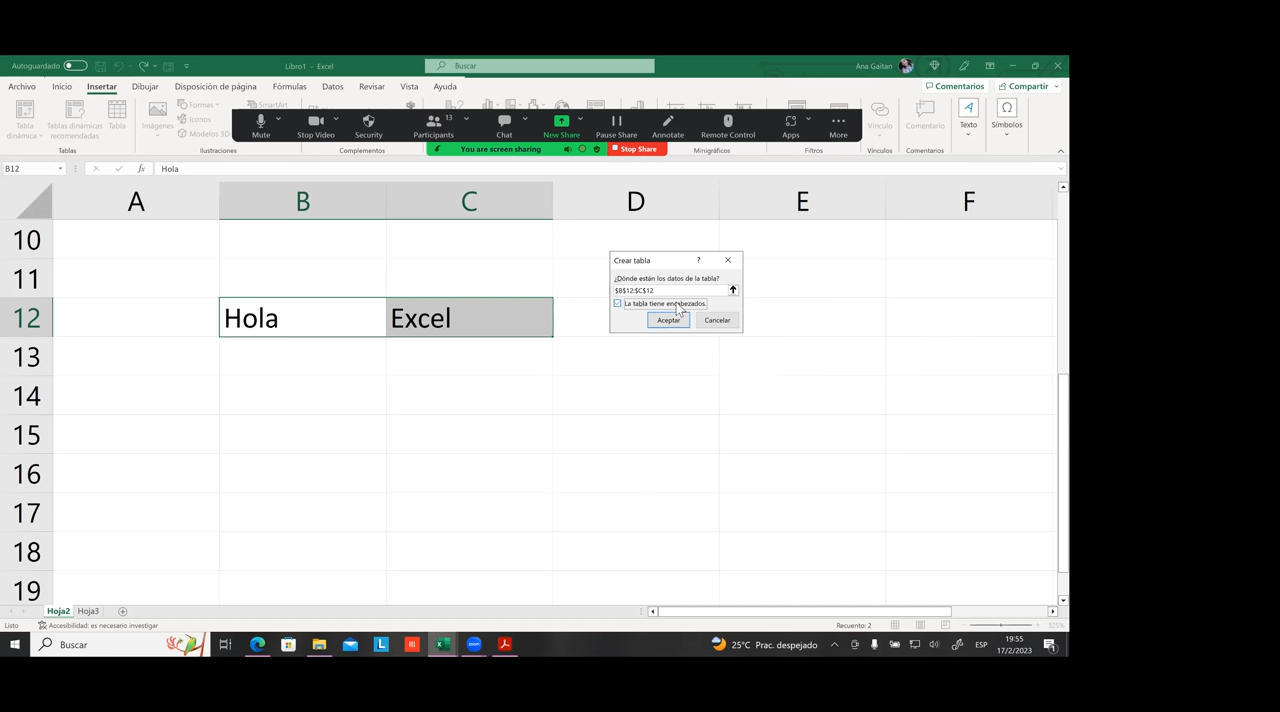 Autoguardado
Libro1 - Excel
Buscar
Ana Gaitan
Archivo Inicio Insertar Dibujar Disposición de página Fórmulas Datos Revisar Vista Ayuda Comentarios Compartir
Tabla dinámica
Tablas dinámicas recomendadas
Tabla
Imágenes
Formas
Iconos
Modelos 3D
SmartArt
Vínculo
Comentario
Texto
Símbolos
Mute Stop Video Security Participants 13 Chat New Share Pause Share Annotate Remote Control Apps More
You are screen sharing Stop Share
Tablas Ilustraciones Complementos Minigráficos Filtros Vínculos Comentarios
B12 fx Hola
A B C D E F
10
11
12 Hola Excel
13
14
15
16
17
18
19
Crear tabla ?
¿Dónde están los datos de la tabla?
$B$12:$C$12
La tabla tiene encabezados.
Aceptar Cancelar
Hoja2 Hoja3
Listo Accesibilidad: es necesario investigar Recuento: 2 325%
Buscar 25°C Prac. despejado ESP 19:55
17/2/2023